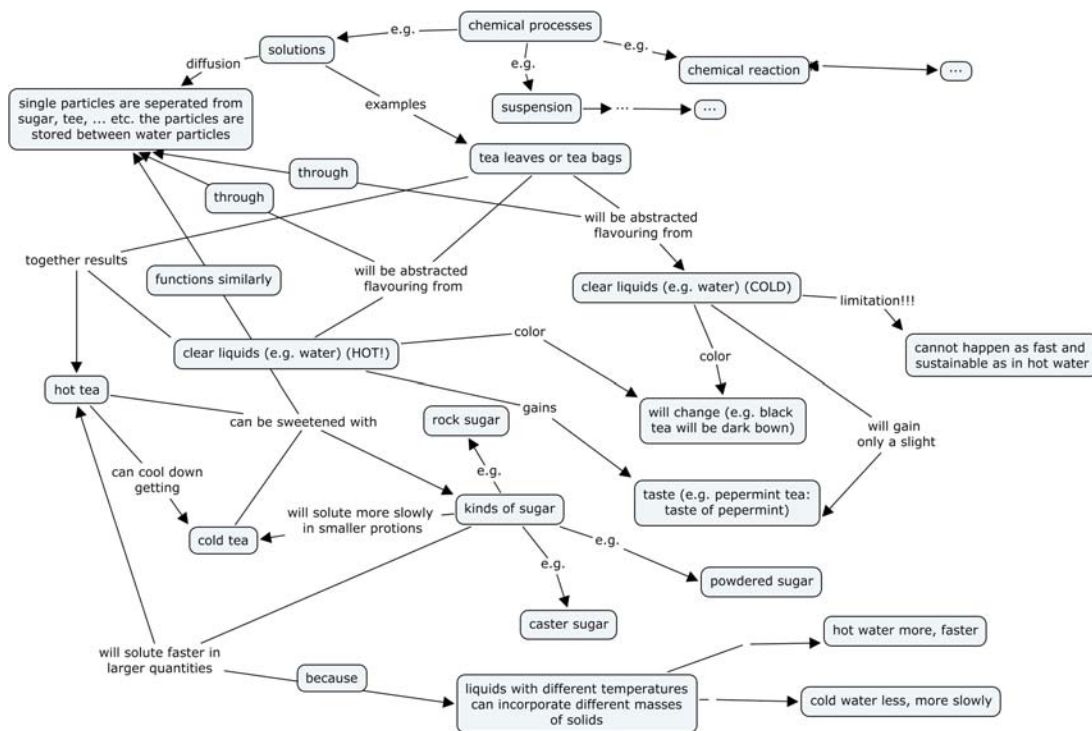 chemical processes
e.g.
e.g.
e.g.
solutions
diffusion
examples
chemical reaction
...
suspension
...
...
single particles are seperated from
sugar, tee, ... etc. the particles are
stored between water particles
tea leaves or tea bags
through
through
will be abstracted
flavouring from
together results
functions similarly
will be abstracted
flavouring from
clear liquids (e.g. water) (COLD)
limitation!!!
color
clear liquids (e.g. water) (HOT!)
color
cannot happen as fast and
sustainable as in hot water
hot tea
can be sweetened with
rock sugar
gains
will change (e.g. black
tea will be dark bown)
will gain
only a slight
can cool down
getting
e.g.
taste (e.g. pepermint tea:
taste of pepermint)
will solute more slowly
in smaller protions
kinds of sugar
cold tea
e.g.
e.g.
powdered sugar
caster sugar
hot water more, faster
will solute faster in
larger quantities
because
liquids with different temperatures
can incorporate different masses
of solids
cold water less, more slowly